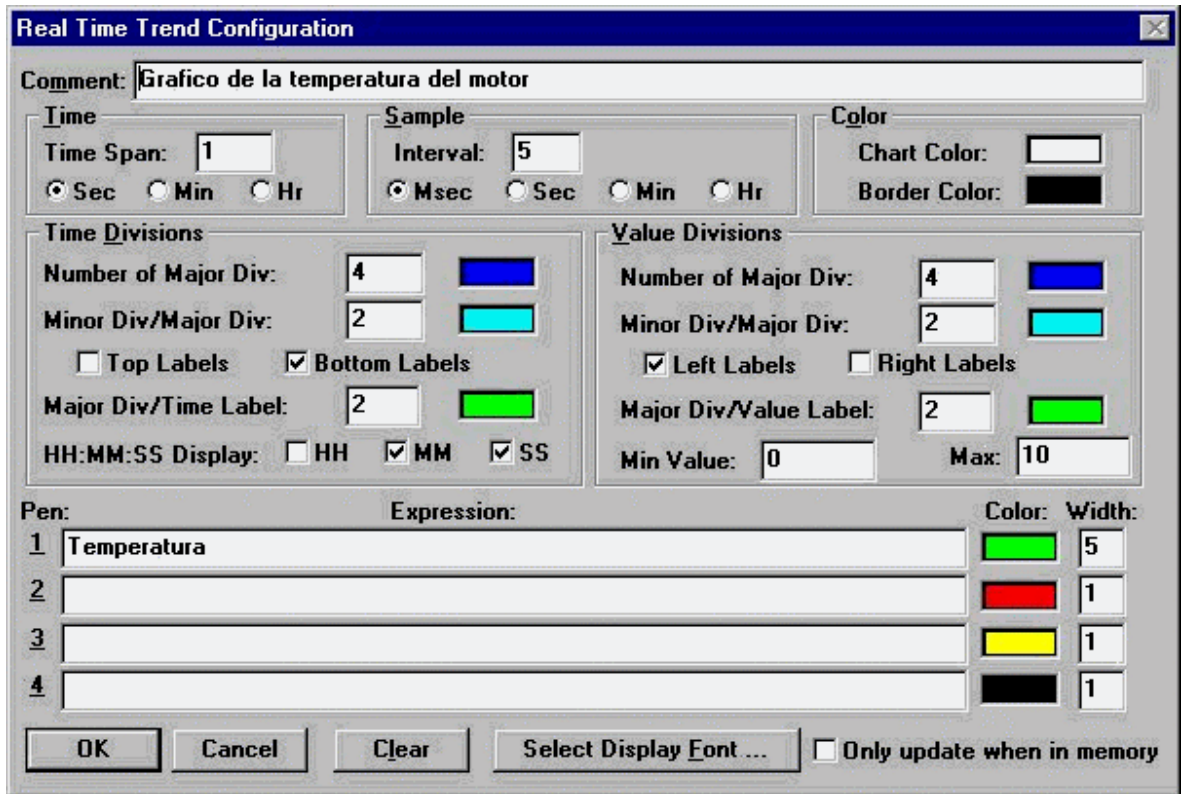 Real Time Trend Configuration
Comment: Grafico de la temperatura del motor
Time
Time Span: 1
Sec Min Hr
Sample
Interval: 5
Msec Sec Min Hr
Color
Chart Color:
Border Color:
Time Divisions
Number of Major Div: 4
Minor Div/Major Div: 2
Top Labels Bottom Labels
Major Div/Time Label: 2
HH:MM:SS Display: HH MM SS
Value Divisions
Number of Major Div: 4
Minor Div/Major Div: 2
Left Labels Right Labels
Major Div/Value Label: 2
Min Value: 0 Max: 10
Pen: Expression: Color: Width:
1 Temperatura 5
2 1
3 1
4 1
OK Cancel Clear Select Display Font ... Only update when in memory